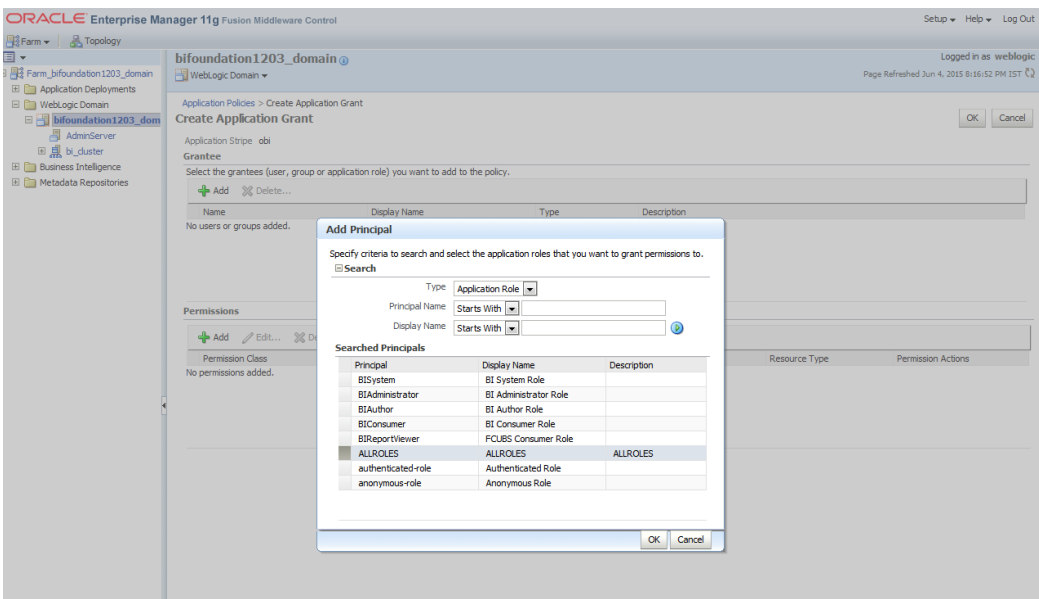 ORACLE Enterprise Manager 11g Fusion Middleware Control
Setup Help Log Out
Farm Topology
Farm_bifoundation1203_domain
Application Deployments
WebLogic Domain
bifoundation1203_dom
AdminServer
bi_cluster
Business Intelligence
Metadata Repositories
bifoundation1203_domain
Logged in as weblogic
WebLogic Domain
Page Refreshed Jun 4, 2015 8:16:52 PM IST
Application Policies > Create Application Grant
Create Application Grant
OK Cancel
Application Stripe obi
Grantee
Select the grantees (user, group or application role) you want to add to the policy.
Add Delete...
Name Display Name Type Description
No users or groups added.
Permissions
Add Edit... De
Permission Class Resource Type Permission Actions
No permissions added.
Add Principal
Specify criteria to search and select the application roles that you want to grant permissions to.
Search
Type Application Role
Principal Name Starts With
Display Name Starts With
Searched Principals
Principal Display Name Description
BISystem BI System Role
BIAdministrator BI Administrator Role
BIAuthor BI Author Role
BIConsumer BI Consumer Role
BIReportViewer FCUBS Consumer Role
ALLROLES ALLROLES ALLROLES
authenticated-role Authenticated Role
anonymous-role Anonymous Role
OK Cancel